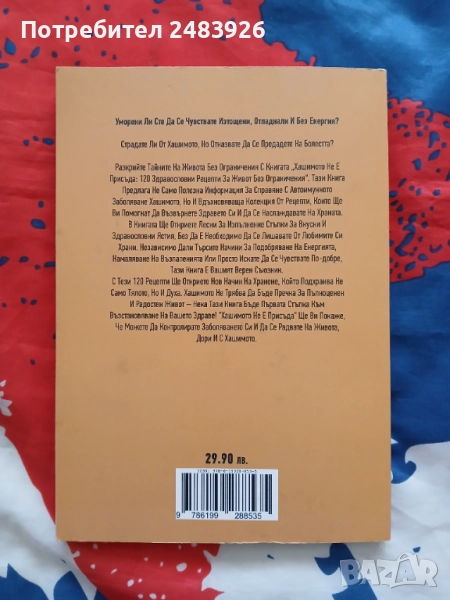 Потребител 2483926
Уморени Ли Сте Да Се Чувствате Изтощени, Отпаднали И Без Енергия?
Страдате Ли От Хашимото, Но Отказвате Да Се Предадете На Болестта?
Разкрийте Тайните На Живота Без Ограничения С Книгата „Хашимото Не Е
Присъда: 120 Здравословни Рецепти За Живот Без Ограничения". Тази Книга
Предлага Не Само Полезна Информация За Справяне С Автоимунното
Заболяване Хашимото, Но И Вдъхновяваща Колекция От Рецепти, Които Ще
Ви Помогнат Да Възвърнете Здравето Си И Да Се Наслаждавате На Храната.
В Книгата Ще Откриете Лесни За Изпълнение Стъпки За Вкусни И
Здравословни Ястия, Без Да Е Необходимо Да Се Лишавате От Любимите Си
Храни. Независимо Дали Търсите Начини За Подобряване На Енергията,
Намаляване На Възпаленията Или Просто Искате Да Се Чувствате По-добре,
Тази Книга Е Вашият Верен Съюзник.
С Тези 120 Рецепти Ще Откриете Нов Начин На Хранене, Който Подхранва Не
Само Тялото, Но И Духа. Хашимото Не Трябва Да Бъде Пречка За Пълноценен
И Радостен Живот – Нека Тази Книга Бъде Първата Стъпка Към
Възстановяване На Вашето Здраве! "Хашимото Не Е Присъда" Ще Ви Покаже,
Че Можете Да Контролирате Заболяването Си И Да Се Радвате На Живота,
Дори И С Хашимото.
29.90 лв.
9 786199 288535
BAZAR